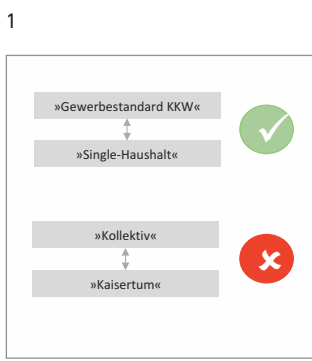 1
»Gewerbestandard KKW«
»Single-Haushalt«
»Kollektiv«
»Kaisertum«